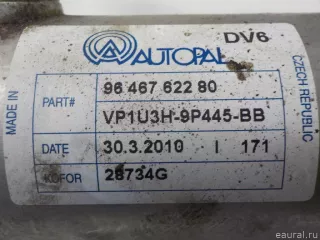 AUTOPAL DV6
PART# 96 467 622 80
VP1U3H-9P445-BB
DATE 30.3.2010 I 171
KOFOR 28734G
MADE IN
CZECH REPUBLIC
eaural.ru